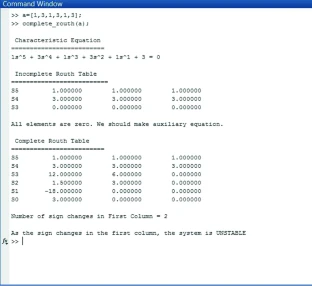 Command Window
>> a=[1,3,1,3,1,3];
>> complete_routh(a);
Characteristic Equation
========================
1s^5 + 3s^4 + 1s^3 + 3s^2 + 1s^1 + 3 = 0
Incomplete Routh Table
=========================
S5 1.000000 1.000000 1.000000
S4 3.000000 3.000000 3.000000
S3 0.000000 0.000000 0.000000
All elements are zero. We should make auxiliary equation.
Complete Routh Table
========================
S5 1.000000 1.000000 1.000000
S4 3.000000 3.000000 3.000000
S3 12.000000 6.000000 0.000000
S2 1.500000 3.000000 0.000000
S1 -18.000000 0.000000 0.000000
S0 3.000000 0.000000 0.000000
Number of sign changes in First Column = 2
As the sign changes in the first column, the system is UNSTABLE
fx >>